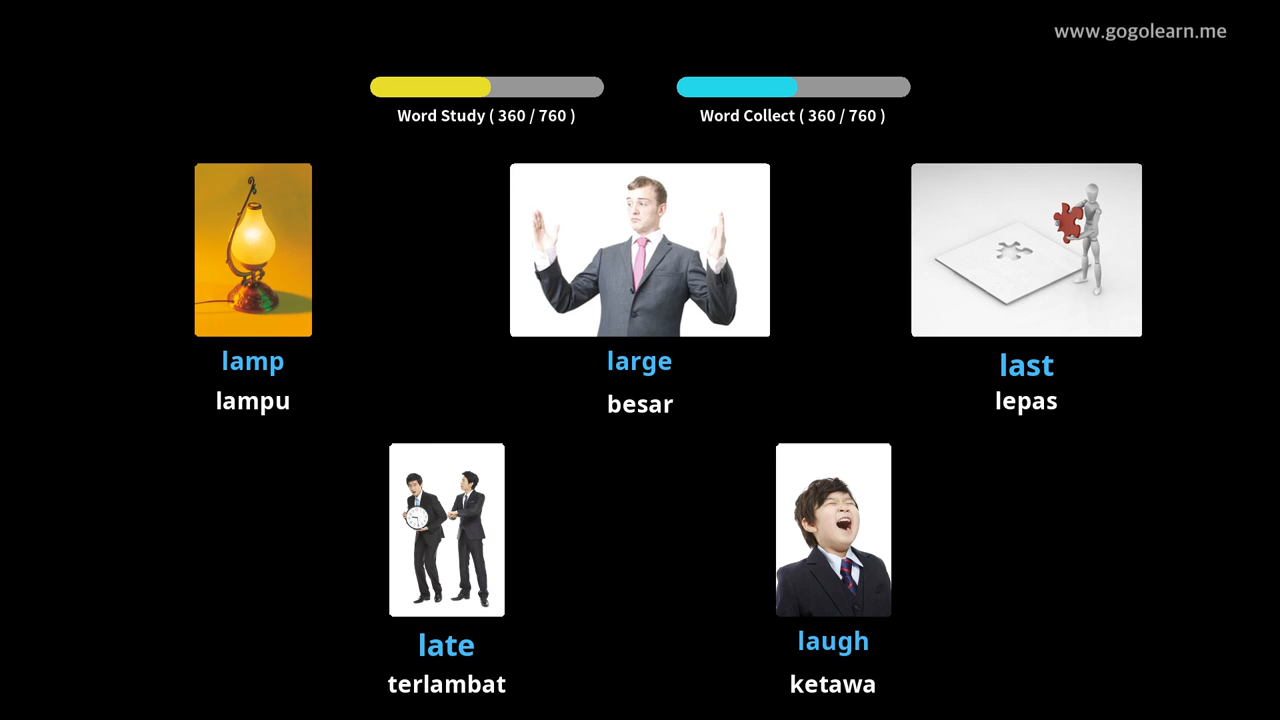 www.gogolearn.me
Word Study ( 360 / 760 )
Word Collect ( 360 / 760 )
lamp
lampu
large
besar
last
lepas
late
terlambat
laugh
ketawa